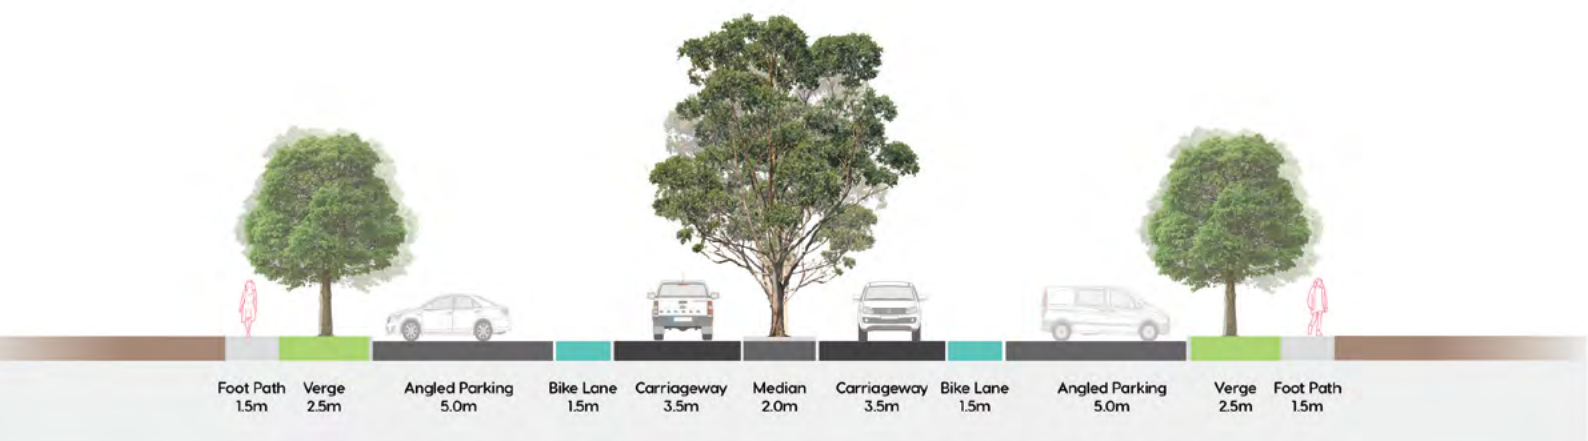 Foot Path Verge Angled Parking Bike Lane Carriageway Median Carriageway Bike Lane Angled Parking Verge Foot Path
1.5m 2.5m 5.0m 1.5m 3.5m 2.0m 3.5m 1.5m 5.0m 2.5m 1.5m